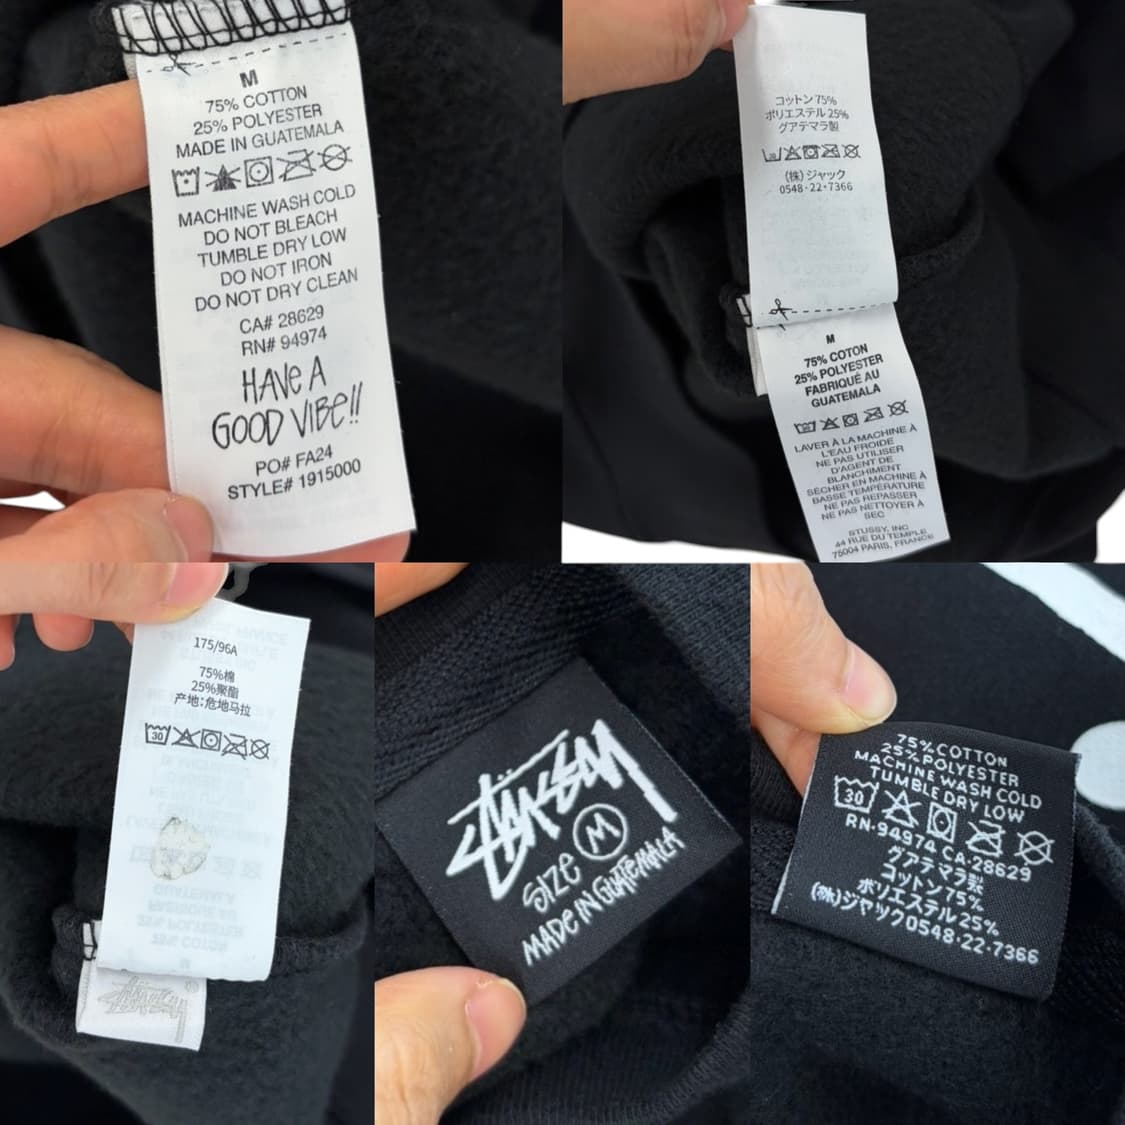 M
75% COTTON
25% POLYESTER
MADE IN GUATEMALA
MACHINE WASH COLD
DO NOT BLEACH
TUMBLE DRY LOW
DO NOT IRON
DO NOT DRY CLEAN
CA# 28629
RN# 94974
HAVE A
GOOD VIBE!!
PO# FA24
STYLE# 1915000
コットン75%
ポリエステル25%
グアテマラ製
(株)ジャック
0548・22・7366
M
75% COTON
25% POLYESTER
FABRIQUÉ AU
GUATEMALA
LAVER À LA MACHINE À
L'EAU FROIDE
NE PAS UTILISER
D'AGENT DE
BLANCHIMENT
SÉCHER EN MACHINE À
BASSE TEMPÉRATURE
NE PAS REPASSER
NE PAS NETTOYER À
SEC
STUSSY, INC
44 RUE DU TEMPLE
75004 PARIS, FRANCE
175/96A
75%棉
25%聚酯
产地:危地马拉
30
Stüssy ®
Stüssy
SIZE M
MADE IN GUATEMALA
75% COTTON
25% POLYESTER
MACHINE WASH COLD
TUMBLE DRY LOW
30
RN-94974 CA-28629
グアテマラ製
コットン75%
ポリエステル25%
(株)ジャック0548・22・7366